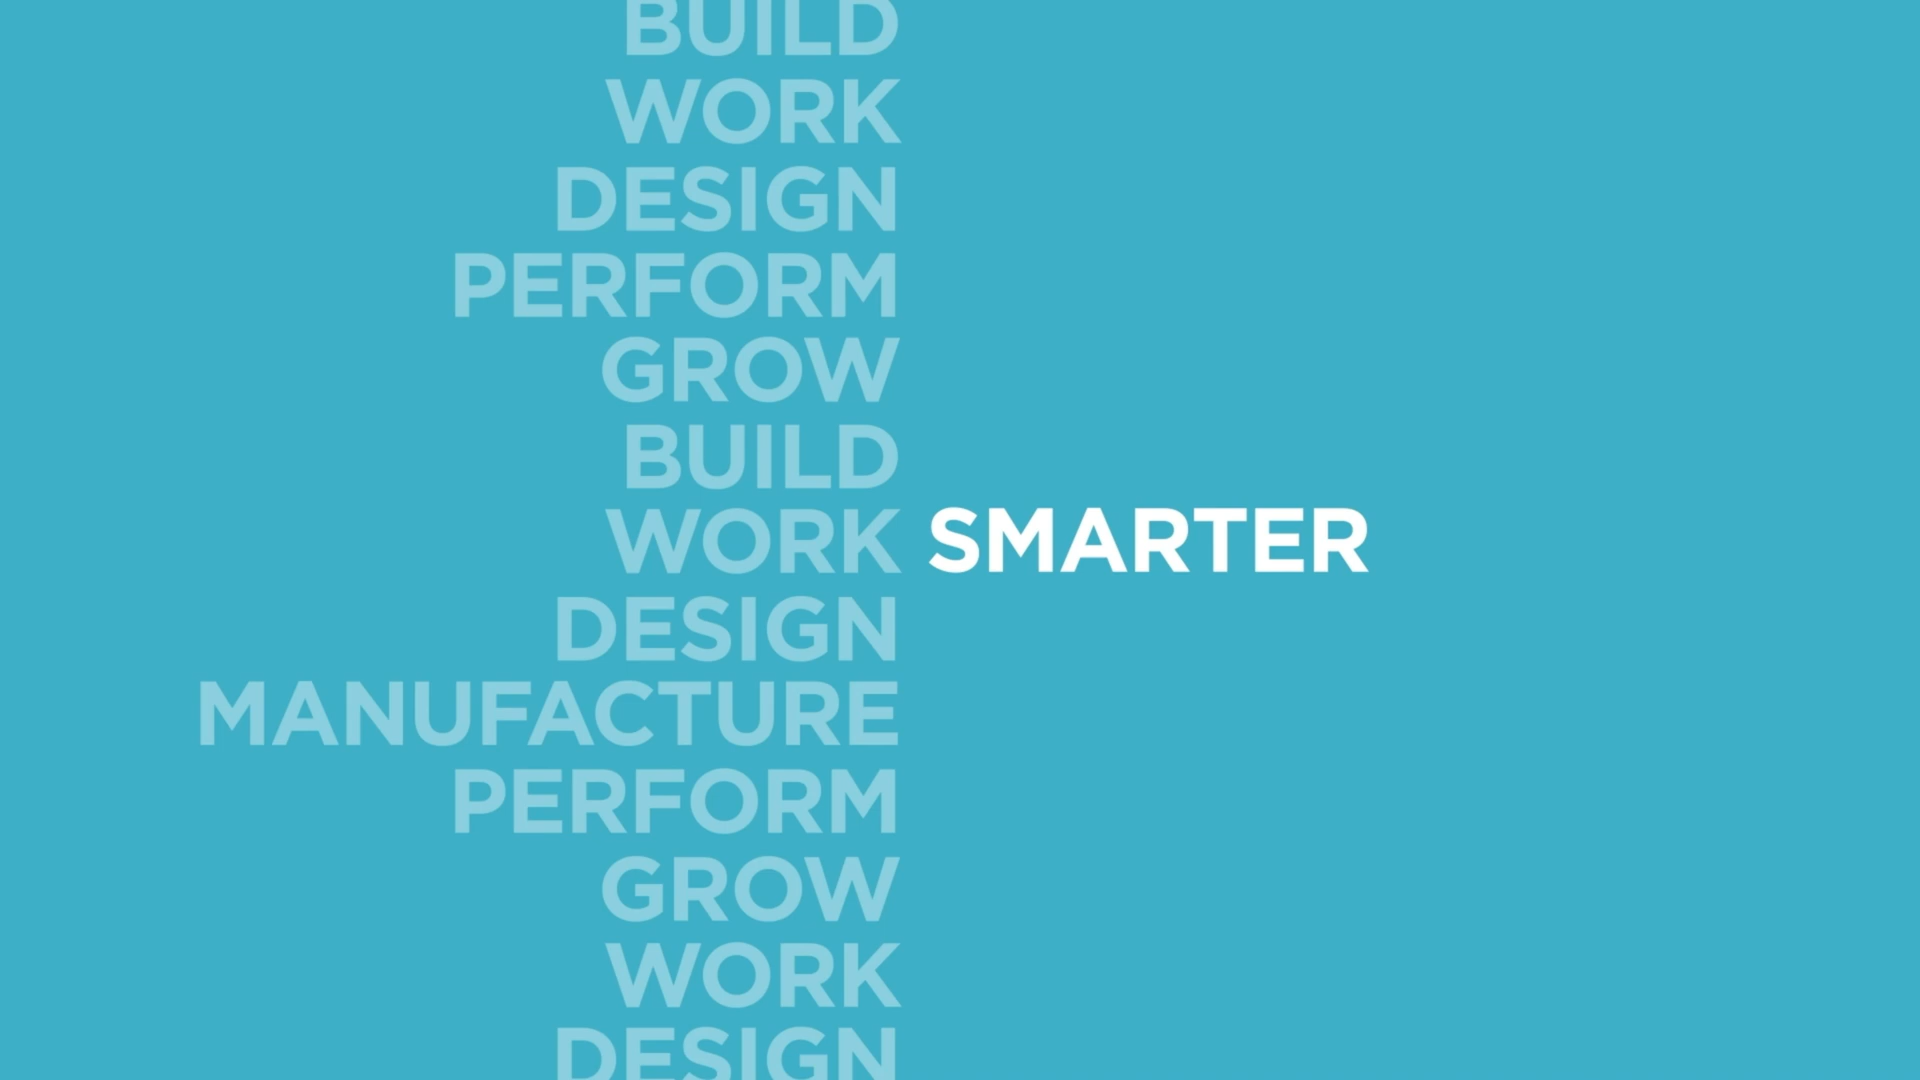 BUILD
WORK
DESIGN
PERFORM
GROW
BUILD
WORK SMARTER
DESIGN
MANUFACTURE
PERFORM
GROW
WORK
DESIGN